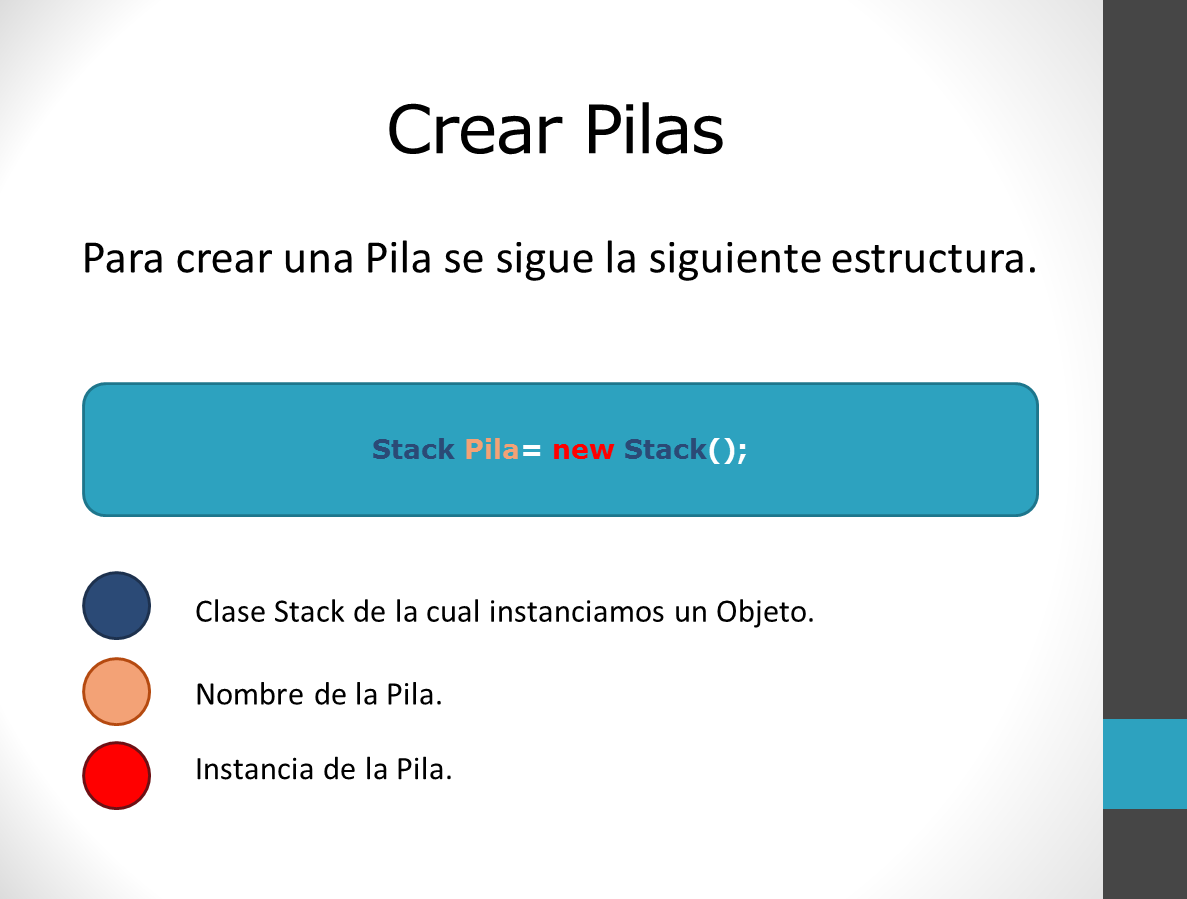 Crear Pilas
Para crear una Pila se sigue la siguiente estructura.
Stack Pila= new Stack();
Clase Stack de la cual instanciamos un Objeto.
Nombre de la Pila.
Instancia de la Pila.